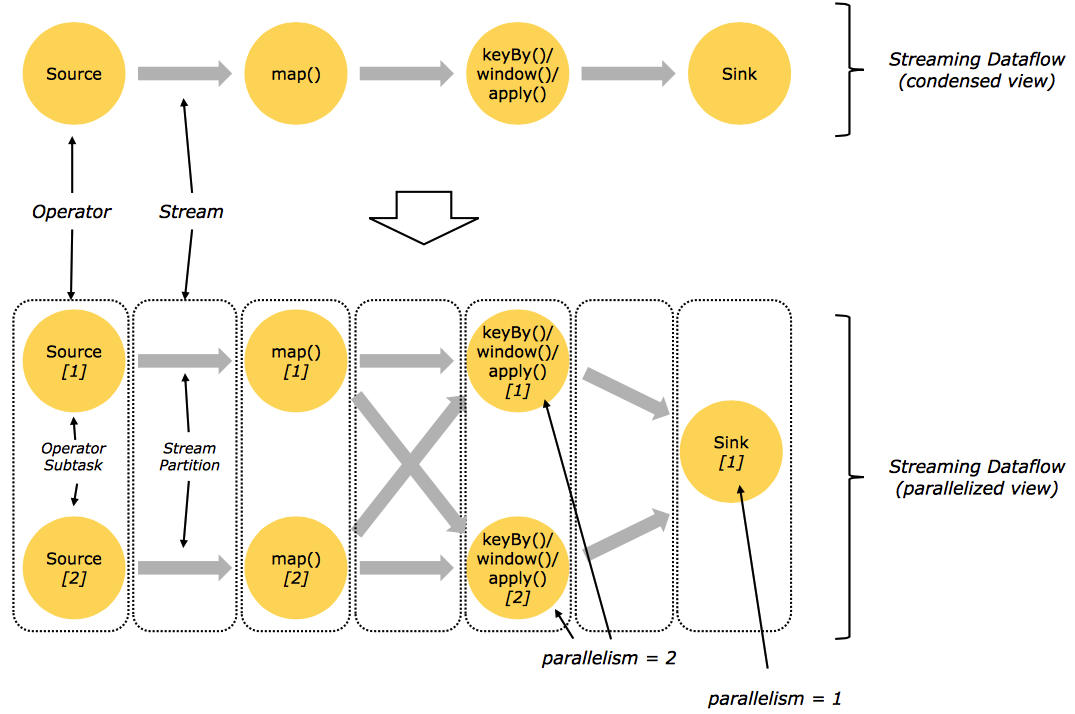 Source
map()
keyBy()/
window()/
apply()
Sink
Streaming Dataflow
(condensed view)
Operator
Stream
Source
[1]
map()
[1]
keyBy()/
window()/
apply()
[1]
Operator
Subtask
Stream
Partition
Sink
[1]
Streaming Dataflow
(parallelized view)
Source
[2]
map()
[2]
keyBy()/
window()/
apply()
[2]
parallelism = 2
parallelism = 1